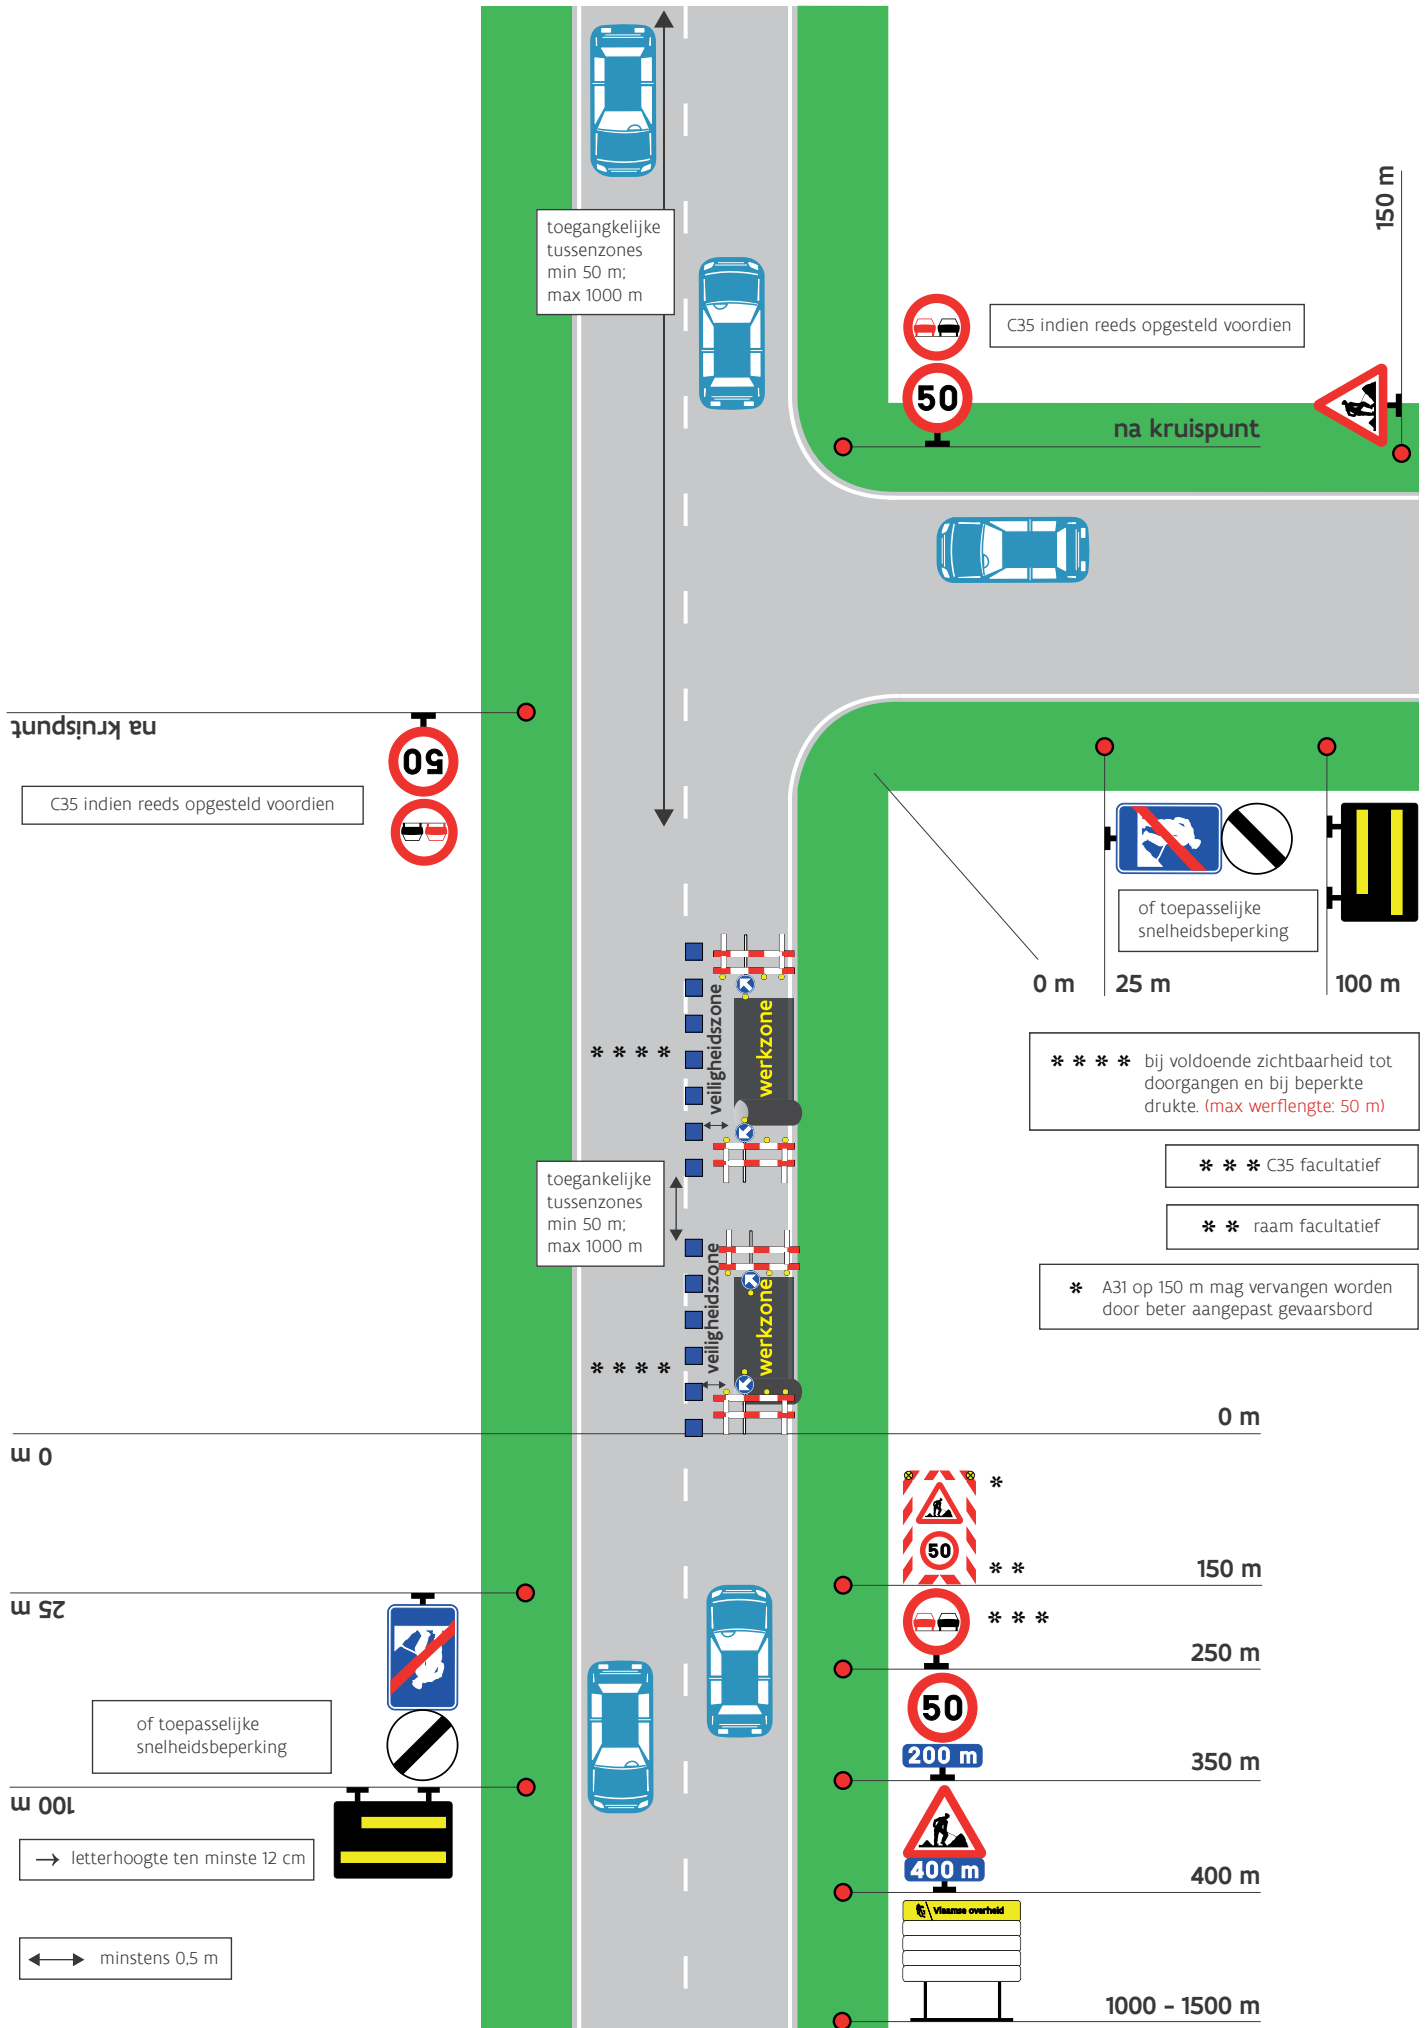 150 m
toegangkelijke
tussenzones
min 50 m;
max 1000 m
C35 indien reeds opgesteld voordien
50
na kruispunt
na kruispunt
50
C35 indien reeds opgesteld voordien
of toepasselijke
snelheidsbeperking
0 m
25 m
100 m
veiligheidszone
werkzone
* * * *
* * * * bij voldoende zichtbaarheid tot
doorgangen en bij beperkte
drukte. (max werflengte: 50 m)
* * * C35 facultatief
toegankelijke
tussenzones
min 50 m;
max 1000 m
* * raam facultatief
veiligheidszone
werkzone
* A31 op 150 m mag vervangen worden
door beter aangepast gevaarsbord
* * * *
0 m
0 m
*
50
* *
150 m
25 m
* * *
250 m
50
200 m
350 m
of toepasselijke
snelheidsbeperking
100 m
400 m
400 m
→ letterhoogte ten minste 12 cm
Vlaamse overheid
minstens 0,5 m
1000 - 1500 m